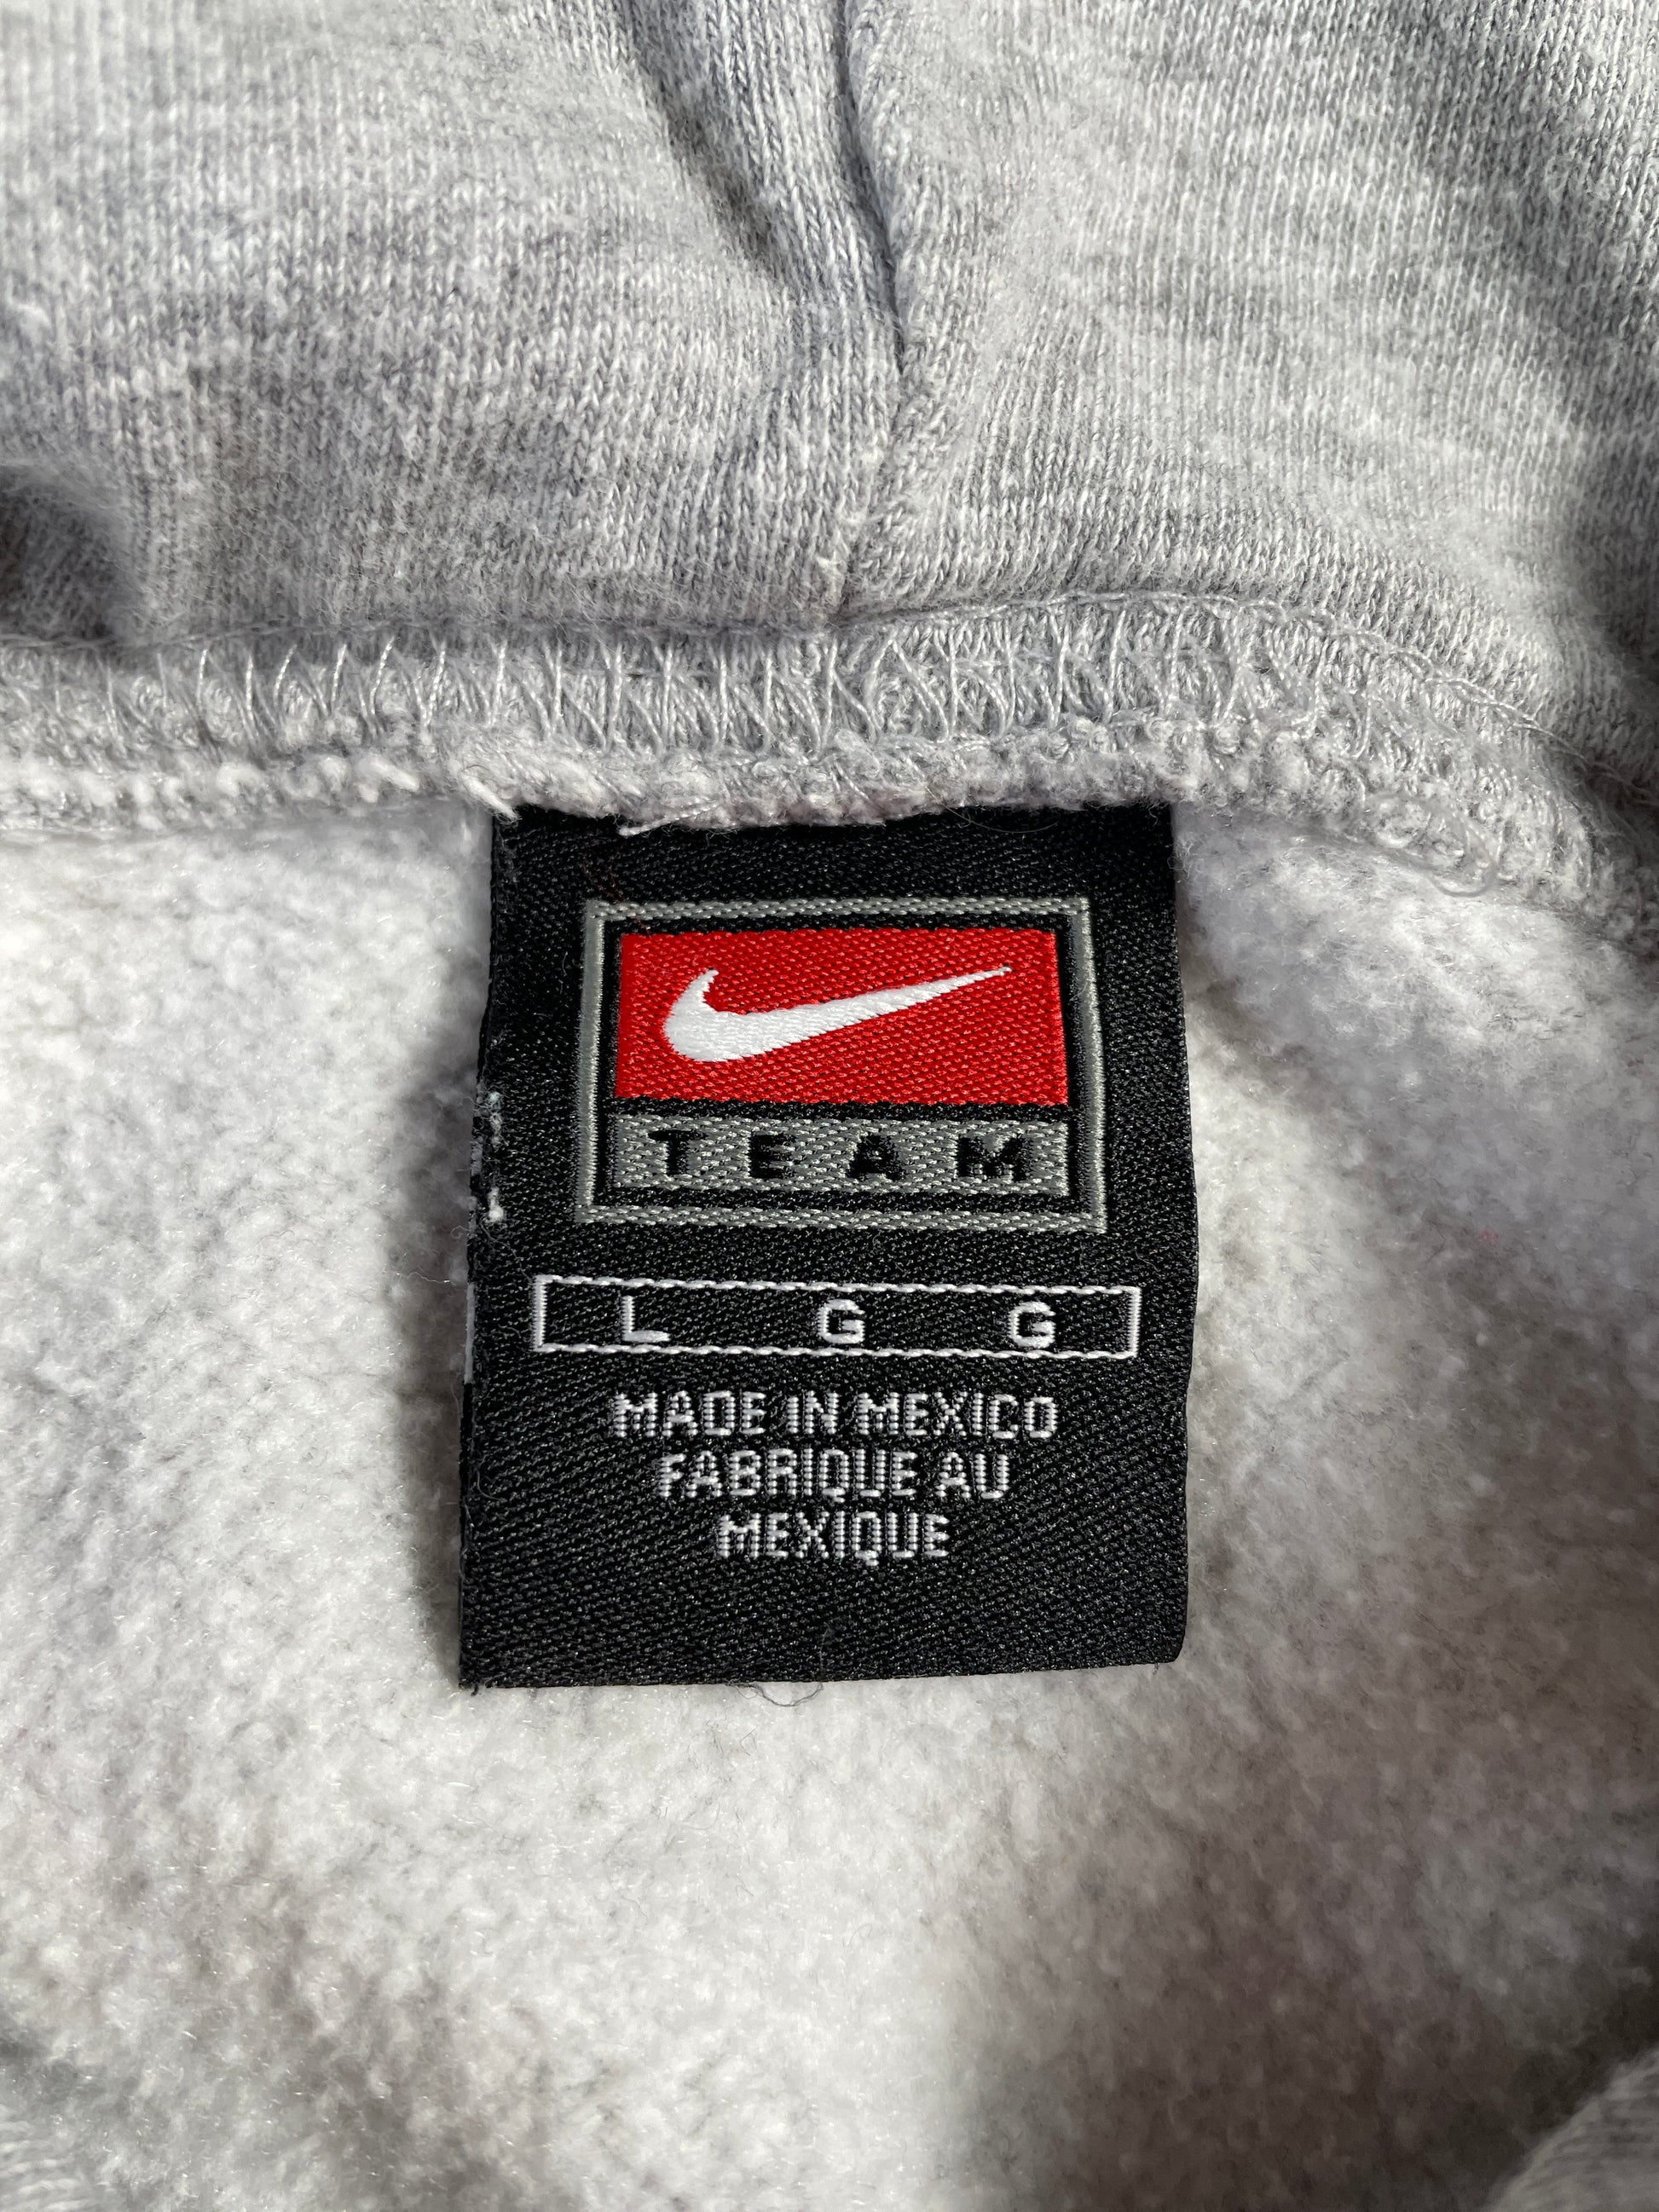 TEAM
L G G
MADE IN MEXICO
FABRIQUE AU
MEXIQUE